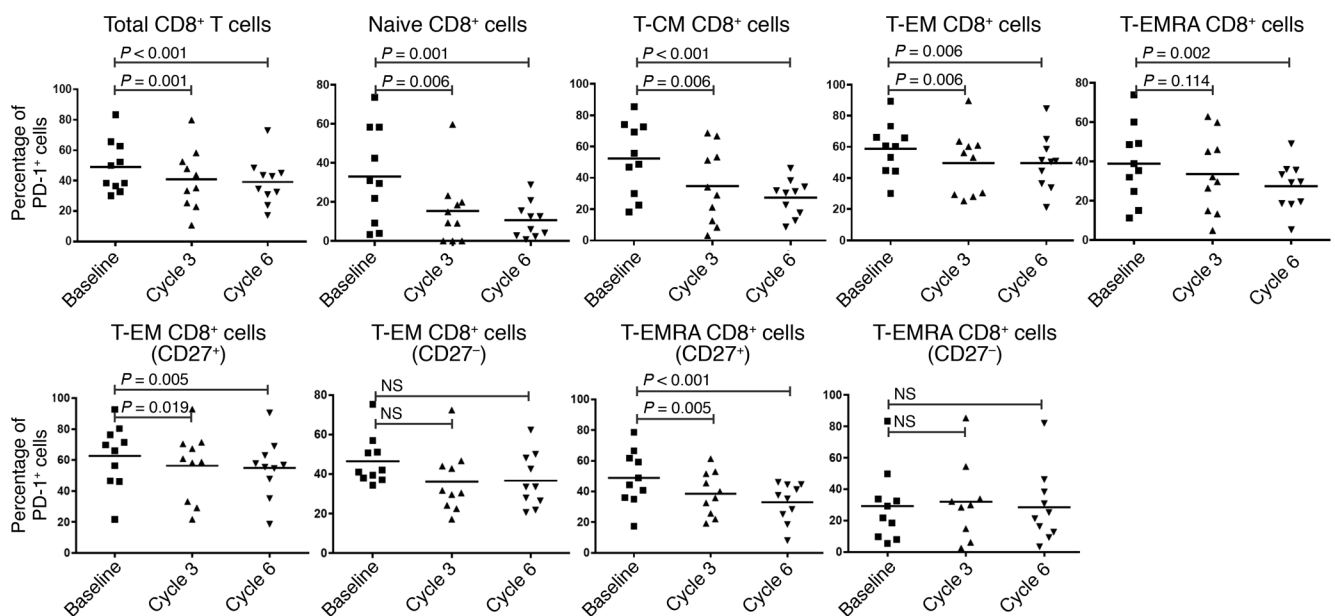 Total CD8⁺ T cells
Naive CD8⁺ cells
T-CM CD8⁺ cells
T-EM CD8⁺ cells
T-EMRA CD8⁺ cells
Percentage of
PD-1⁺ cells
P < 0.001
P = 0.001
100
80
60
40
20
0
Baseline
Cycle 3
Cycle 6
P = 0.001
P = 0.006
80
60
40
20
0
Baseline
Cycle 3
Cycle 6
P < 0.001
P = 0.006
100
80
60
40
20
0
Baseline
Cycle 3
Cycle 6
P = 0.006
P = 0.006
100
80
60
40
20
0
Baseline
Cycle 3
Cycle 6
P = 0.002
P = 0.114
80
60
40
20
0
Baseline
Cycle 3
Cycle 6
T-EM CD8⁺ cells
(CD27⁺)
T-EM CD8⁺ cells
(CD27⁻)
T-EMRA CD8⁺ cells
(CD27⁺)
T-EMRA CD8⁺ cells
(CD27⁻)
Percentage of
PD-1⁺ cells
P = 0.005
P = 0.019
100
80
60
40
20
0
Baseline
Cycle 3
Cycle 6
NS
NS
80
60
40
20
0
Baseline
Cycle 3
Cycle 6
P < 0.001
P = 0.005
100
80
60
40
20
0
Baseline
Cycle 3
Cycle 6
NS
NS
100
80
60
40
20
0
Baseline
Cycle 3
Cycle 6